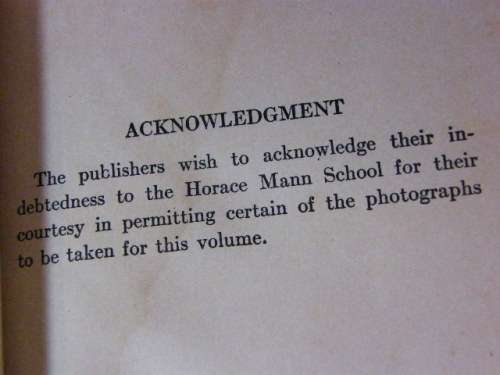 ACKNOWLEDGMENT
The publishers wish to acknowledge their in-
debtedness to the Horace Mann School for their
courtesy in permitting certain of the photographs
to be taken for this volume.